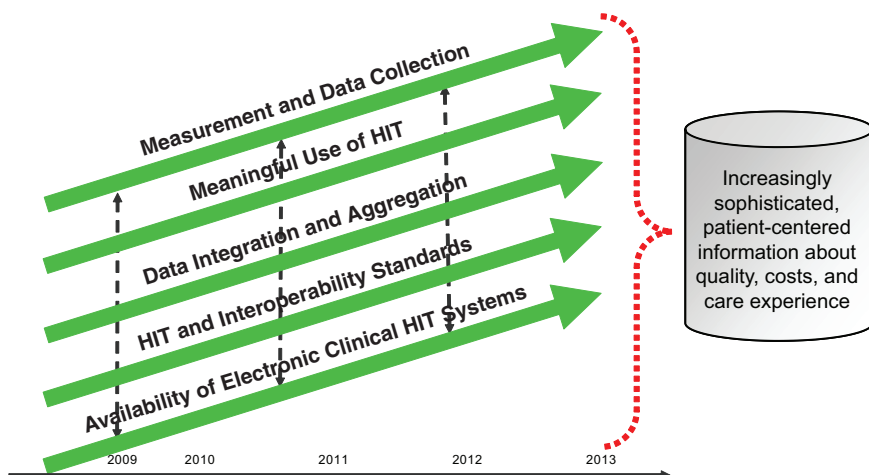 Measurement and Data Collection
Meaningful Use of HIT
Data Integration and Aggregation
HIT and Interoperability Standards
Availability of Electronic Clinical HIT Systems
Increasingly
sophisticated,
patient-centered
information about
quality, costs, and
care experience
2009 2010 2011 2012 2013